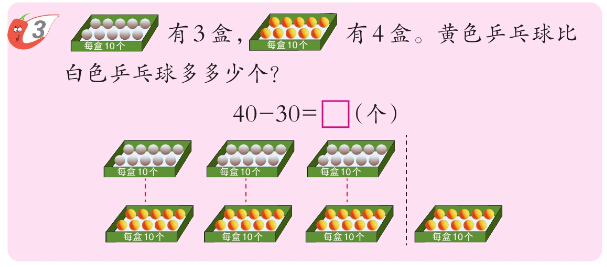 3 每盒10个 有3盒，每盒10个 有4盒。黄色乒乓球比
白色乒乓球多多少个？
40-30=□(个)
每盒10个 每盒10个 每盒10个
每盒10个 每盒10个 每盒10个 每盒10个